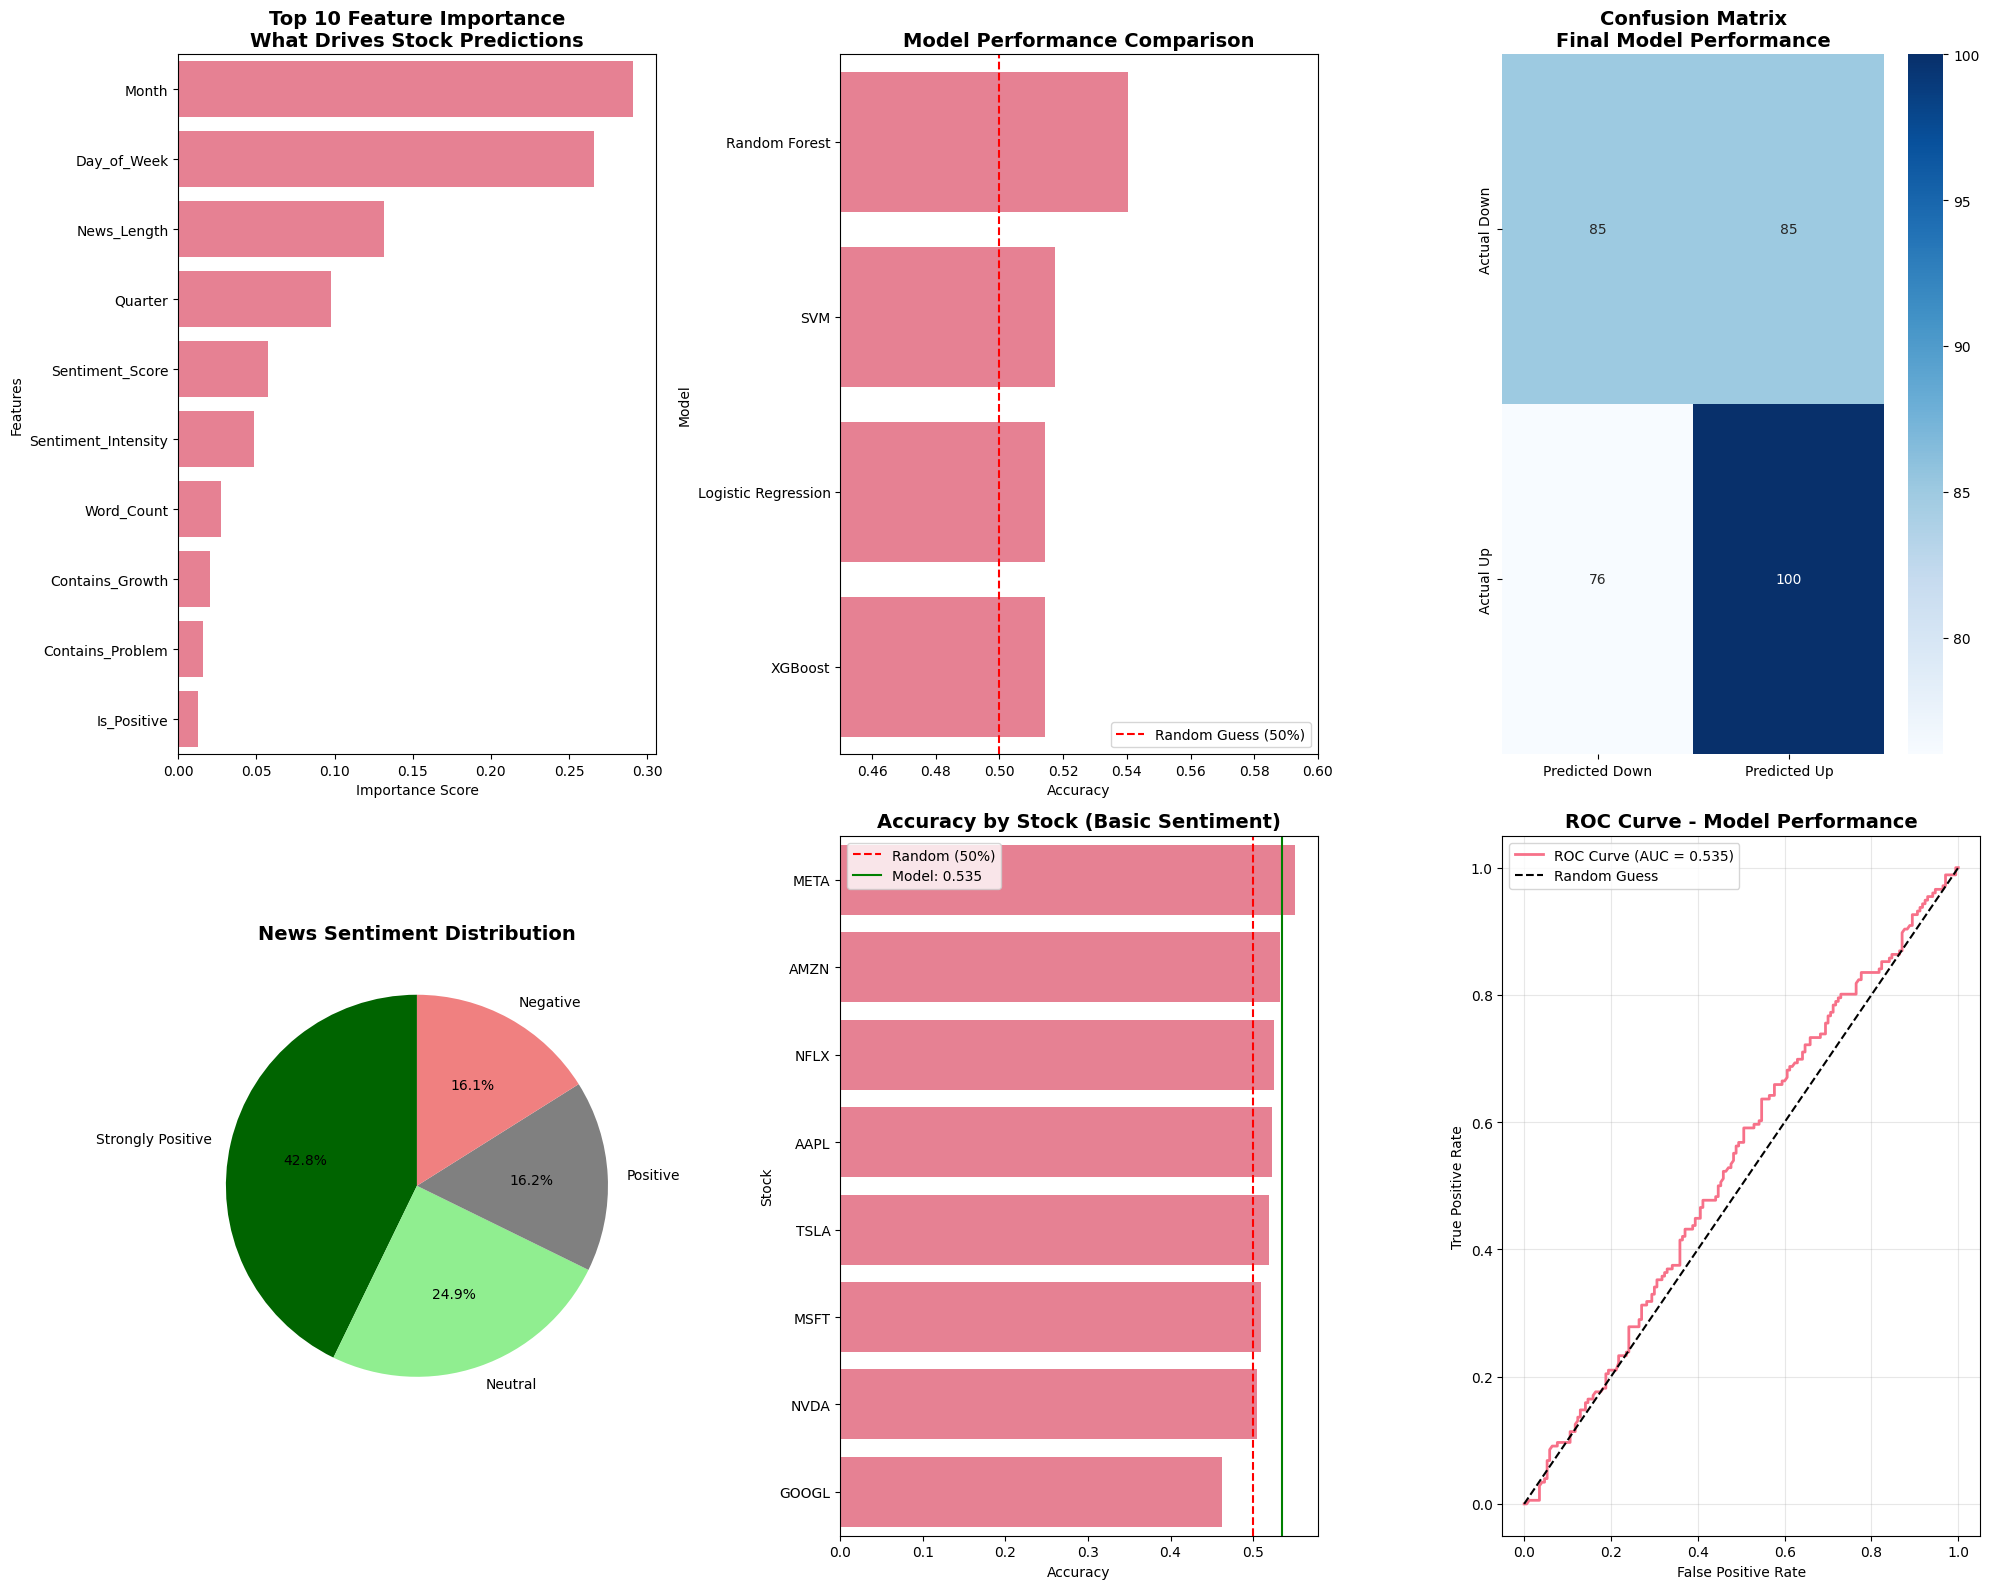 Top 10 Feature Importance
What Drives Stock Predictions
Features
Month
Day_of_Week
News_Length
Quarter
Sentiment_Score
Sentiment_Intensity
Word_Count
Contains_Growth
Contains_Problem
Is_Positive
0.00 0.05 0.10 0.15 0.20 0.25 0.30
Importance Score
Model Performance Comparison
Model
Random Forest
SVM
Logistic Regression
XGBoost
Random Guess (50%)
0.46 0.48 0.50 0.52 0.54 0.56 0.58 0.60
Accuracy
Confusion Matrix
Final Model Performance
Actual Down
85 85
Actual Up
76 100
Predicted Down Predicted Up
100
95
90
85
80
News Sentiment Distribution
Negative
16.1%
Strongly Positive
42.8%
Positive
16.2%
24.9%
Neutral
Accuracy by Stock (Basic Sentiment)
Random (50%)
Model: 0.535
Stock
META
AMZN
NFLX
AAPL
TSLA
MSFT
NVDA
GOOGL
0.0 0.1 0.2 0.3 0.4 0.5
Accuracy
ROC Curve - Model Performance
ROC Curve (AUC = 0.535)
Random Guess
True Positive Rate
1.0
0.8
0.6
0.4
0.2
0.0
0.0 0.2 0.4 0.6 0.8 1.0
False Positive Rate